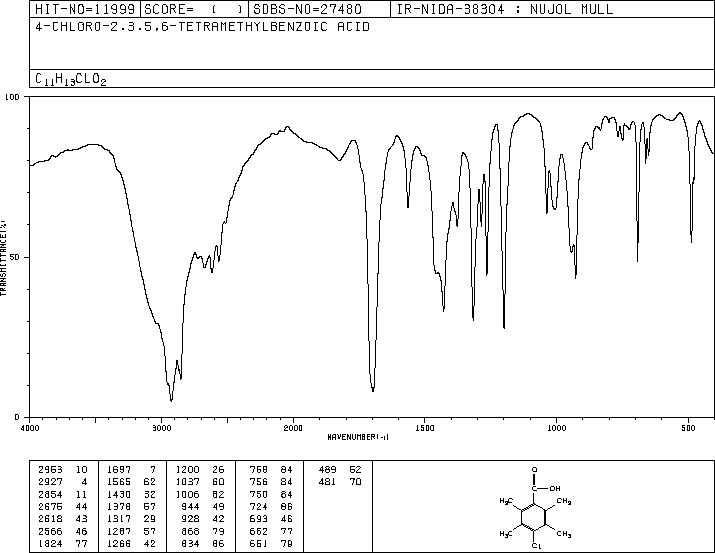 HIT-NO=11999 SCORE= ( ) SDBS-NO=27480 IR-NIDA-38304 : NUJOL MULL
4-CHLORO-2,3,5,6-TETRAMETHYLBENZOIC ACID
C11H13CLO2
100
50
0
TRANSMITTANCE(%)
4000 3000 2000 1500 1000 500
WAVENUMBER(-1)
2953 10 1697 7 1200 26 768 84 489 52
2927 4 1565 62 1037 60 756 84 481 70
2854 11 1430 32 1006 62 750 84
2675 44 1378 57 944 49 724 86
2618 43 1317 29 928 42 693 46
2566 46 1287 57 868 79 662 77
1824 77 1266 42 834 86 651 79
O
C OH
H3C CH3
H3C CH3
Cl